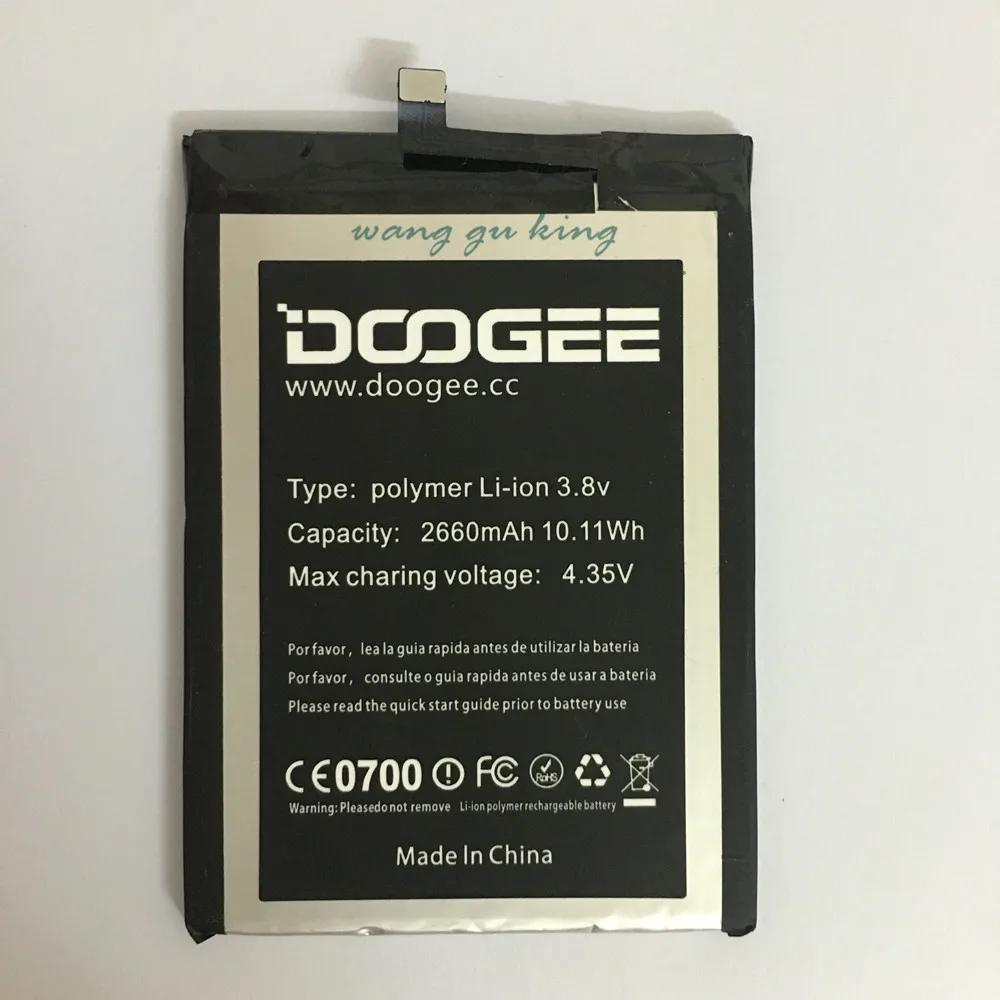 wang gu king
DOOGEE
www.doogee.cc
Type: polymer Li-ion 3.8v
Capacity: 2660mAh 10.11Wh
Max charing voltage: 4.35V
Por favor, lea la guia rapida antes de utilizar la bateria
Por favor, consulte o guia rapida antes de usar a bateria
Please read the quick start guide prior to battery use
CE0700 FC RoHS
Warning: Pleasedo not remove Li-ion polymer rechargeable battery
Made In China